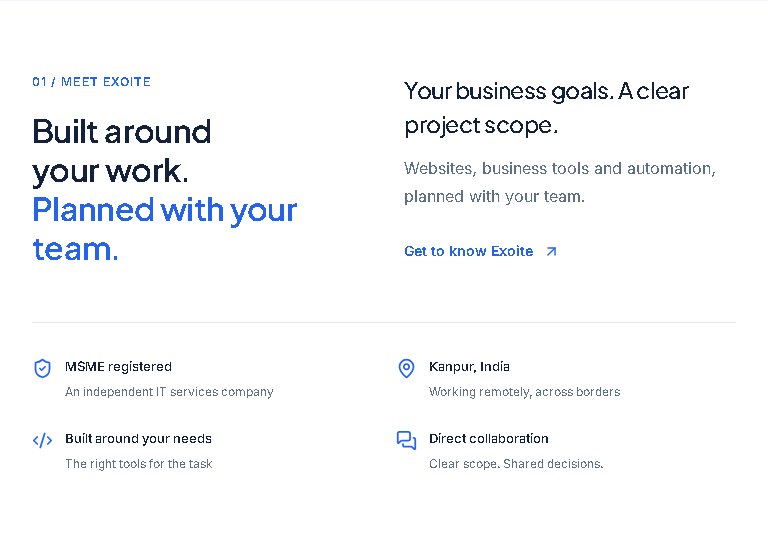 01 / MEET EXOITE
Built around
your work.
Planned with your
team.
Your business goals. A clear
project scope.
Websites, business tools and automation,
planned with your team.
Get to know Exoite
MSME registered
An independent IT services company
Kanpur, India
Working remotely, across borders
Built around your needs
The right tools for the task
Direct collaboration
Clear scope. Shared decisions.